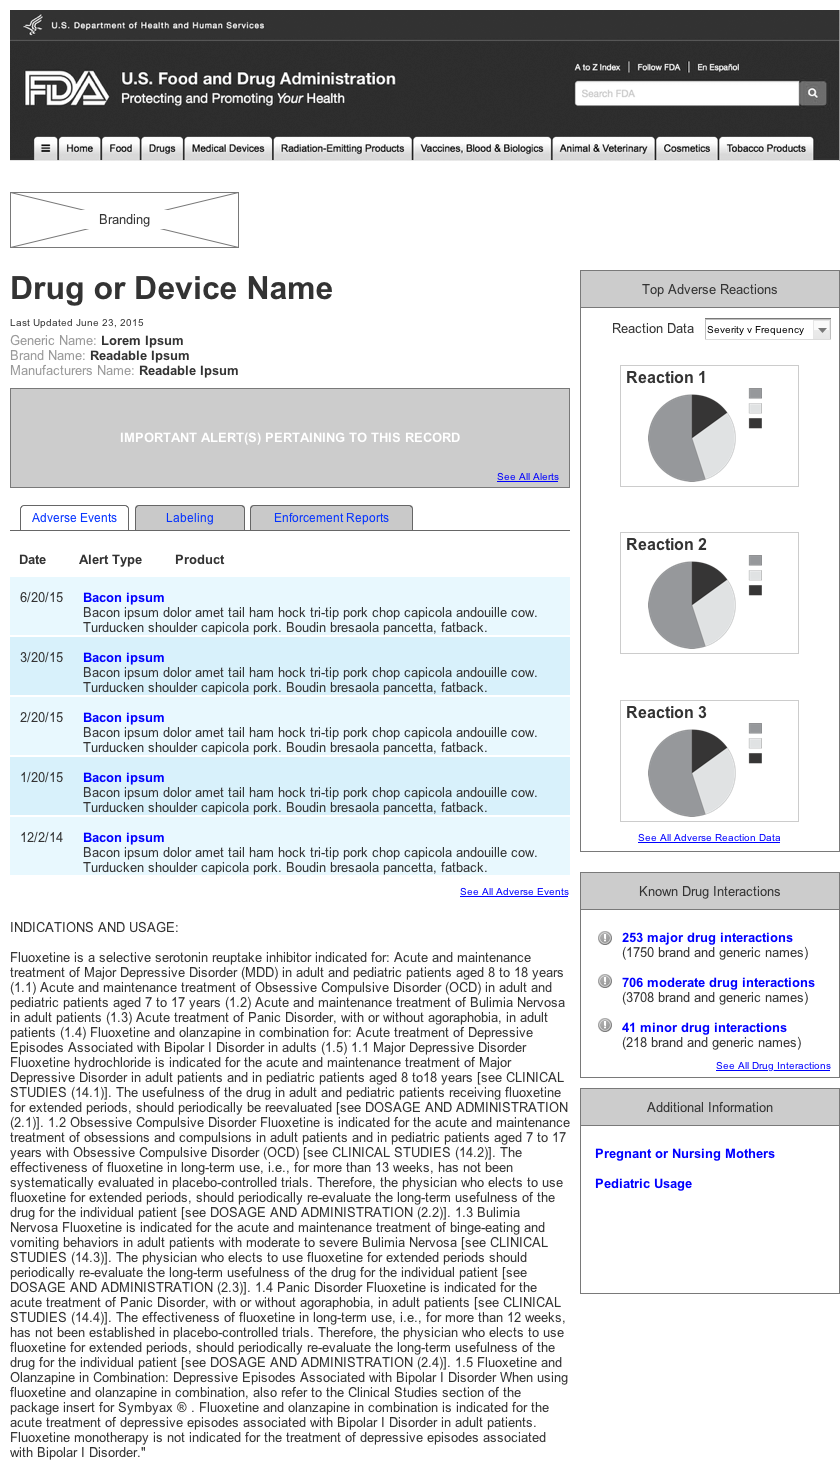 U.S. Department of Health and Human Services
FDA
U.S. Food and Drug Administration
Protecting and Promoting Your Health
A to Z Index | Follow FDA | En Español
Search FDA
Home
Food
Drugs
Medical Devices
Radiation-Emitting Products
Vaccines, Blood & Biologics
Animal & Veterinary
Cosmetics
Tobacco Products
Branding
Drug or Device Name
Last Updated June 23, 2015
Generic Name: Lorem Ipsum
Brand Name: Readable Ipsum
Manufacturers Name: Readable Ipsum
IMPORTANT ALERT(S) PERTAINING TO THIS RECORD
See All Alerts
Adverse Events
Labeling
Enforcement Reports
Date Alert Type Product
6/20/15 Bacon ipsum
Bacon ipsum dolor amet tail ham hock tri-tip pork chop capicola andouille cow.
Turducken shoulder capicola pork. Boudin bresaola pancetta, fatback.
3/20/15 Bacon ipsum
Bacon ipsum dolor amet tail ham hock tri-tip pork chop capicola andouille cow.
Turducken shoulder capicola pork. Boudin bresaola pancetta, fatback.
2/20/15 Bacon ipsum
Bacon ipsum dolor amet tail ham hock tri-tip pork chop capicola andouille cow.
Turducken shoulder capicola pork. Boudin bresaola pancetta, fatback.
1/20/15 Bacon ipsum
Bacon ipsum dolor amet tail ham hock tri-tip pork chop capicola andouille cow.
Turducken shoulder capicola pork. Boudin bresaola pancetta, fatback.
12/2/14 Bacon ipsum
Bacon ipsum dolor amet tail ham hock tri-tip pork chop capicola andouille cow.
Turducken shoulder capicola pork. Boudin bresaola pancetta, fatback.
See All Adverse Events
INDICATIONS AND USAGE:
Fluoxetine is a selective serotonin reuptake inhibitor indicated for: Acute and maintenance
treatment of Major Depressive Disorder (MDD) in adult and pediatric patients aged 8 to 18 years
(1.1) Acute and maintenance treatment of Obsessive Compulsive Disorder (OCD) in adult and
pediatric patients aged 7 to 17 years (1.2) Acute and maintenance treatment of Bulimia Nervosa
in adult patients (1.3) Acute treatment of Panic Disorder, with or without agoraphobia, in adult
patients (1.4) Fluoxetine and olanzapine in combination for: Acute treatment of Depressive
Episodes Associated with Bipolar I Disorder in adults (1.5) 1.1 Major Depressive Disorder
Fluoxetine hydrochloride is indicated for the acute and maintenance treatment of Major
Depressive Disorder in adult patients and in pediatric patients aged 8 to18 years [see CLINICAL
STUDIES (14.1)]. The usefulness of the drug in adult and pediatric patients receiving fluoxetine
for extended periods, should periodically be reevaluated [see DOSAGE AND ADMINISTRATION
(2.1)]. 1.2 Obsessive Compulsive Disorder Fluoxetine is indicated for the acute and maintenance
treatment of obsessions and compulsions in adult patients and in pediatric patients aged 7 to 17
years with Obsessive Compulsive Disorder (OCD) [see CLINICAL STUDIES (14.2)]. The
effectiveness of fluoxetine in long-term use, i.e., for more than 13 weeks, has not been
systematically evaluated in placebo-controlled trials. Therefore, the physician who elects to use
fluoxetine for extended periods, should periodically re-evaluate the long-term usefulness of the
drug for the individual patient [see DOSAGE AND ADMINISTRATION (2.2)]. 1.3 Bulimia
Nervosa Fluoxetine is indicated for the acute and maintenance treatment of binge-eating and
vomiting behaviors in adult patients with moderate to severe Bulimia Nervosa [see CLINICAL
STUDIES (14.3)]. The physician who elects to use fluoxetine for extended periods should
periodically re-evaluate the long-term usefulness of the drug for the individual patient [see
DOSAGE AND ADMINISTRATION (2.3)]. 1.4 Panic Disorder Fluoxetine is indicated for the
acute treatment of Panic Disorder, with or without agoraphobia, in adult patients [see CLINICAL
STUDIES (14.4)]. The effectiveness of fluoxetine in long-term use, i.e., for more than 12 weeks,
has not been established in placebo-controlled trials. Therefore, the physician who elects to use
fluoxetine for extended periods, should periodically re-evaluate the long-term usefulness of the
drug for the individual patient [see DOSAGE AND ADMINISTRATION (2.4)]. 1.5 Fluoxetine and
Olanzapine in Combination: Depressive Episodes Associated with Bipolar I Disorder When using
fluoxetine and olanzapine in combination, also refer to the Clinical Studies section of the
package insert for Symbyax ® . Fluoxetine and olanzapine in combination is indicated for the
acute treatment of depressive episodes associated with Bipolar I Disorder in adult patients.
Fluoxetine monotherapy is not indicated for the treatment of depressive episodes associated
with Bipolar I Disorder."
Top Adverse Reactions
Reaction Data Severity v Frequency
Reaction 1
Reaction 2
Reaction 3
See All Adverse Reaction Data
Known Drug Interactions
253 major drug interactions
(1750 brand and generic names)
706 moderate drug interactions
(3708 brand and generic names)
41 minor drug interactions
(218 brand and generic names)
See All Drug Interactions
Additional Information
Pregnant or Nursing Mothers
Pediatric Usage